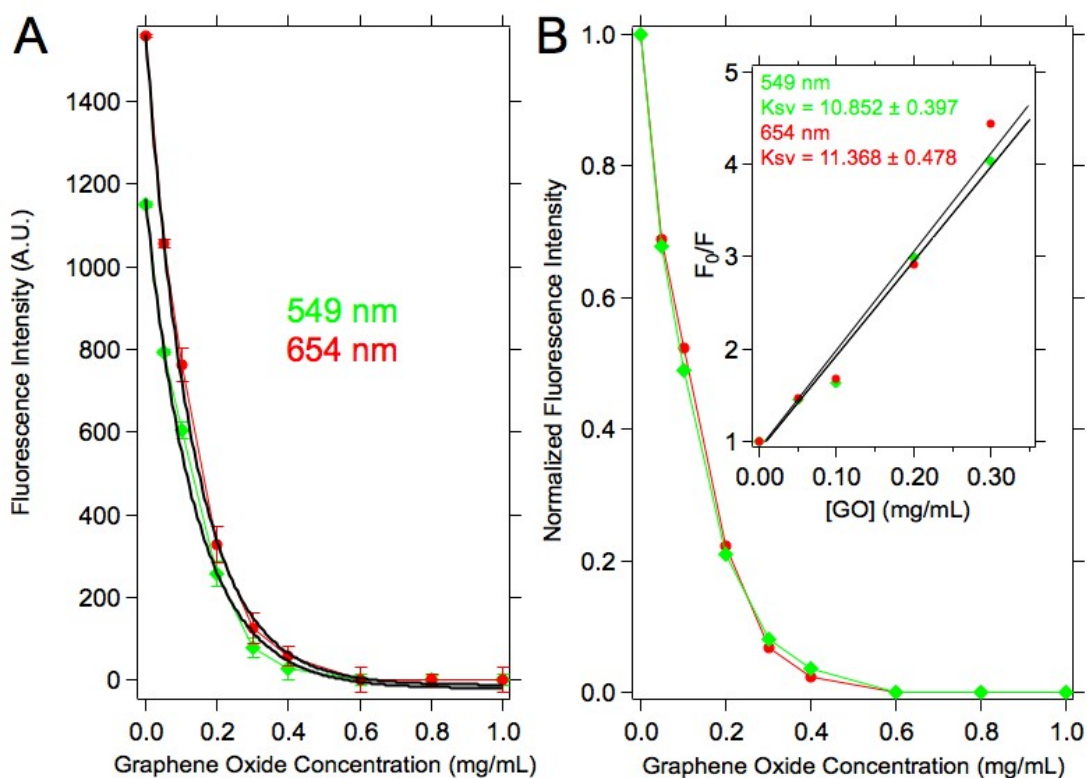 A
1400
1200
1000
800
600
400
200
0
Fluorescence Intensity (A.U.)
549 nm
654 nm
0.0 0.2 0.4 0.6 0.8 1.0
Graphene Oxide Concentration (mg/mL)
B
1.0
0.8
0.6
0.4
0.2
0.0
Normalized Fluorescence Intensity
5
4
3
2
1
F0/F
549 nm
Ksv = 10.852 ± 0.397
654 nm
Ksv = 11.368 ± 0.478
0.00 0.10 0.20 0.30
[GO] (mg/mL)
0.0 0.2 0.4 0.6 0.8 1.0
Graphene Oxide Concentration (mg/mL)